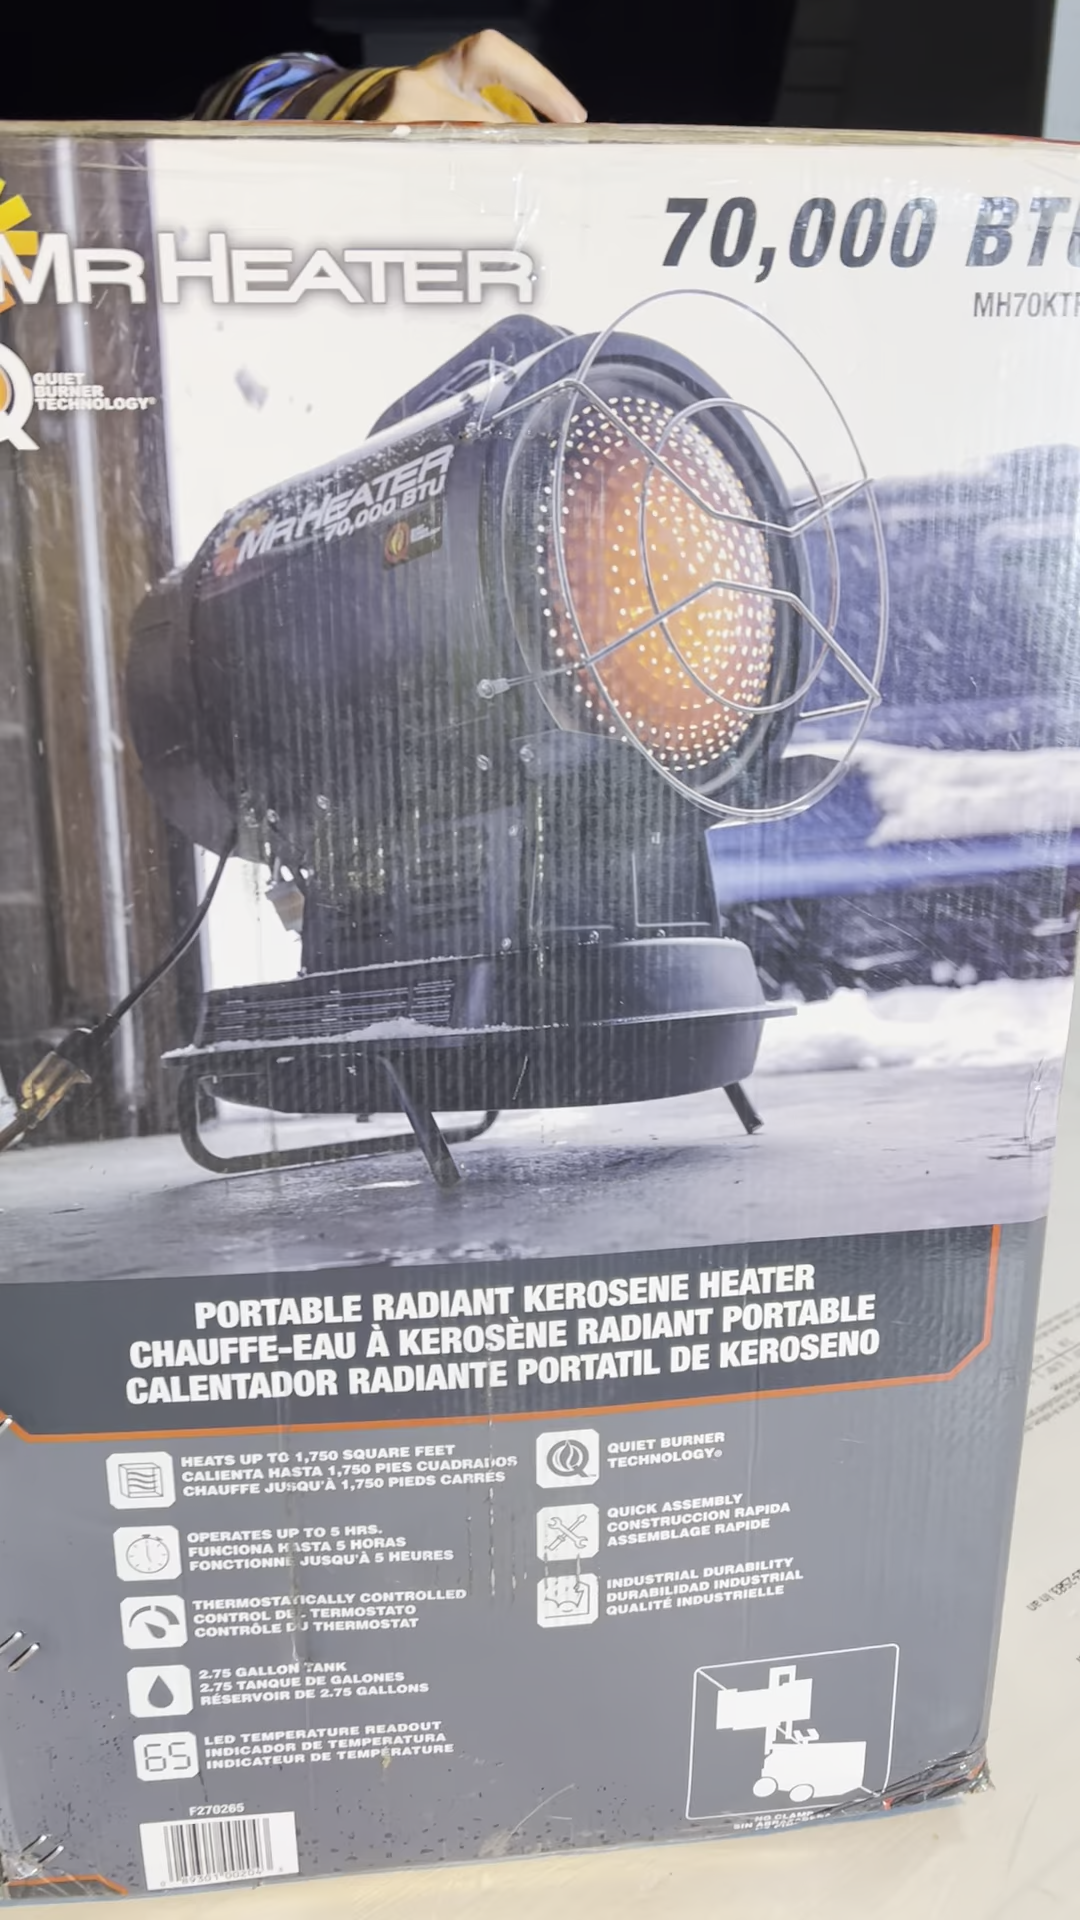 MR HEATER
70,000 BTU
MH70KTR
QUIET
BURNER
TECHNOLOGY®
MR HEATER
70,000 BTU
PORTABLE RADIANT KEROSENE HEATER
CHAUFFE-EAU À KEROSÈNE RADIANT PORTABLE
CALENTADOR RADIANTE PORTATIL DE KEROSENO
HEATS UP TO 1,750 SQUARE FEET
CALIENTA HASTA 1,750 PIES CUADRADOS
CHAUFFE JUSQU'À 1,750 PIEDS CARRÉS
OPERATES UP TO 5 HRS.
FUNCIONA HASTA 5 HORAS
FONCTIONNE JUSQU'À 5 HEURES
THERMOSTATICALLY CONTROLLED
CONTROL DEL TERMOSTATO
CONTRÔLE DU THERMOSTAT
2.75 GALLON TANK
2.75 TANQUE DE GALONES
RÉSERVOIR DE 2.75 GALLONS
65
LED TEMPERATURE READOUT
INDICADOR DE TEMPERATURA
INDICATEUR DE TEMPÉRATURE
QUIET BURNER
TECHNOLOGY®
QUICK ASSEMBLY
CONSTRUCCION RAPIDA
ASSEMBLAGE RAPIDE
INDUSTRIAL DURABILITY
DURABILIDAD INDUSTRIAL
QUALITÉ INDUSTRIELLE
F270265
NO CLAMP